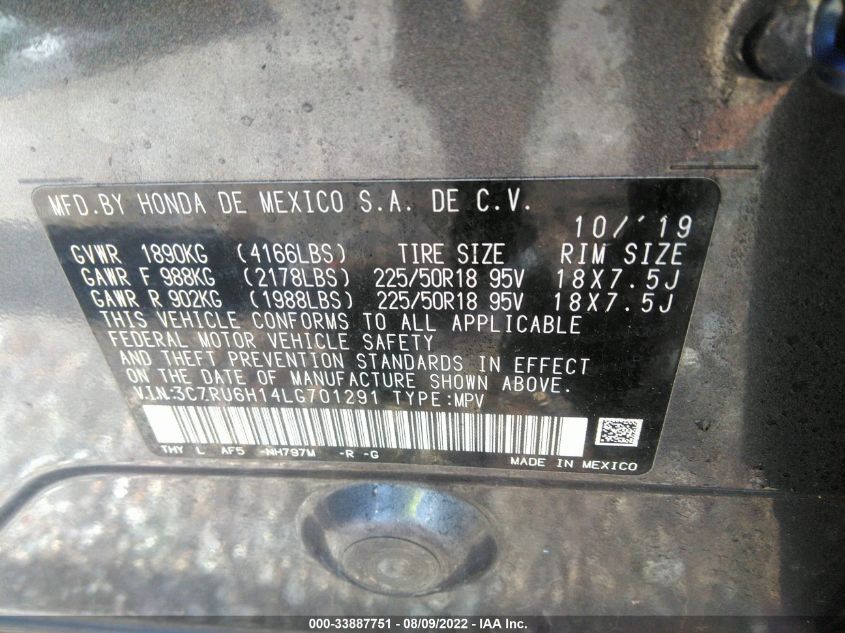 MFD.BY HONDA DE MEXICO S.A. DE C.V.
10/'19
GVWR 1890KG (4166LBS) TIRE SIZE RIM SIZE
GAWR F 988KG (2178LBS) 225/50R18 95V 18X7.5J
GAWR R 902KG (1988LBS) 225/50R18 95V 18X7.5J
THIS VEHICLE CONFORMS TO ALL APPLICABLE
FEDERAL MOTOR VEHICLE SAFETY
AND THEFT PREVENTION STANDARDS IN EFFECT
ON THE DATE OF MANUFACTURE SHOWN ABOVE.
V.I.N:3CZRU6H14LG701291 TYPE:MPV
THY L AF5 -NH797M -R -G
MADE IN MEXICO
000-33887751 - 08/09/2022 - IAA Inc.